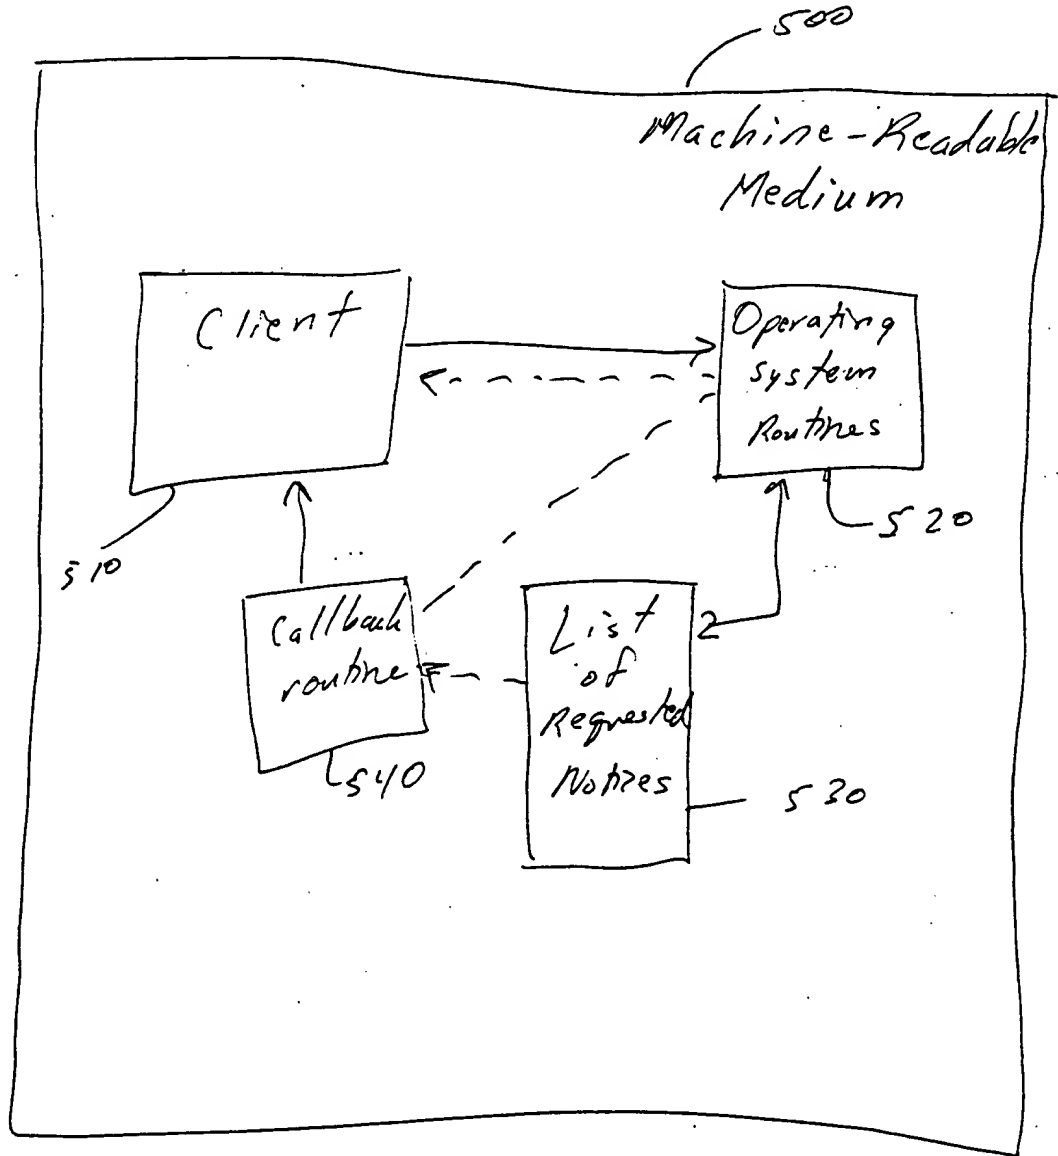 500
Machine-Readable
Medium
Client
Operating
system
Routines
510
520
Callback
routine
List
of
Requested
Notices
540
530